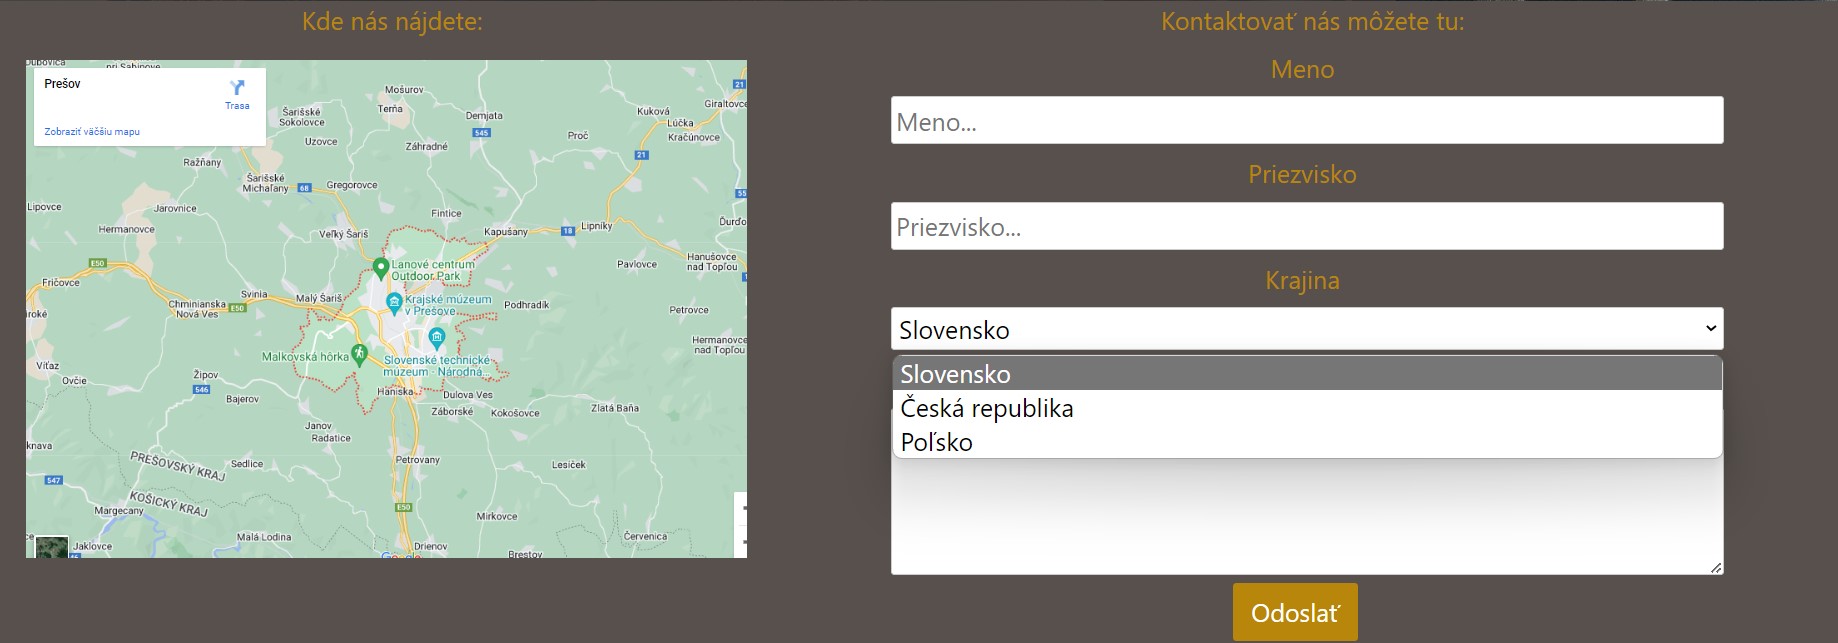 Kde nás nájdete:
Kontaktovať nás môžete tu:
Prešov
Trasa
Zobraziť väčšiu mapu
pri Sabinove
Mošurov
Terňa
Šarišské
Sokolovce
Demjata
545
Uzovce
Záhradné
Proč
Kuková
Giraltovce
Lúčka
Kračúnovce
21
21
Ražňany
Šarišské
Michaľany
68
Gregorovce
55
Lipovce
Jarovnice
Hermanovce
Fintice
Veľký Šariš
Kapušany
18
Lipníky
Pavlovce
Hanušovce
nad Topľou
E50
Fričovce
Lanové centrum
Outdoor Park
Svinia
Malý Šariš
Chminianska
Nová Ves
E50
Krajské múzeum
v Prešove
Podhradík
Petrovce
Malkovská hôrka
Slovenské technické
múzeum - Národná...
Hermanovce
nad Topľou
Víťaz
Ovčie
Žipov
546
Bajerov
Haniska
Dulova Ves
Záborské
Kokošovce
Zlatá Baňa
Janov
Radatice
Petrovany
Lesíček
PREŠOVSKÝ KRAJ
Sedlice
547
KOŠICKÝ KRAJ
Margecany
E50
Mirkovce
Jaklovce
Malá Lodina
Drienov
Brestov
Červenica
Google
Meno
Meno...
Priezvisko
Priezvisko...
Krajina
Slovensko
Slovensko
Česká republika
Poľsko
Odoslať